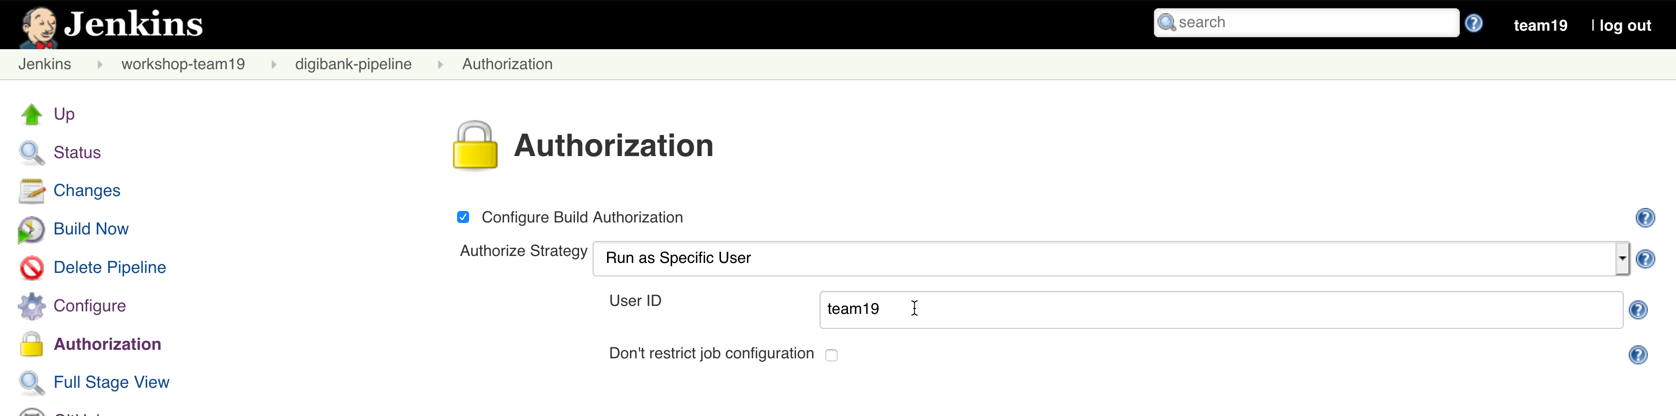 Jenkins
search
team19
| log out
Jenkins
workshop-team19
digibank-pipeline
Authorization
Up
Status
Changes
Build Now
Delete Pipeline
Configure
Authorization
Full Stage View
Authorization
Configure Build Authorization
Authorize Strategy
Run as Specific User
User ID
team19
Don't restrict job configuration